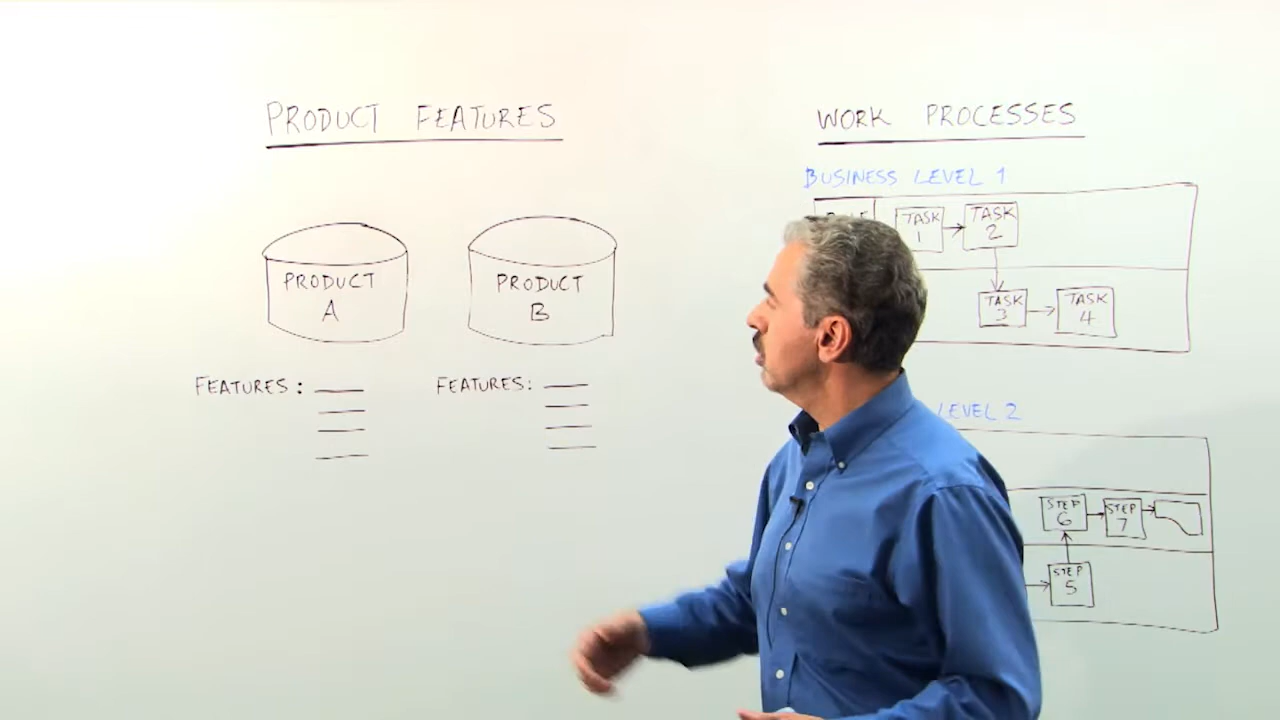 PRODUCT FEATURES
PRODUCT
A
PRODUCT
B
FEATURES:
FEATURES:
WORK PROCESSES
BUSINESS LEVEL 1
TASK
1
TASK
2
TASK
3
TASK
4
LEVEL 2
STEP
6
STEP
7
STEP
5